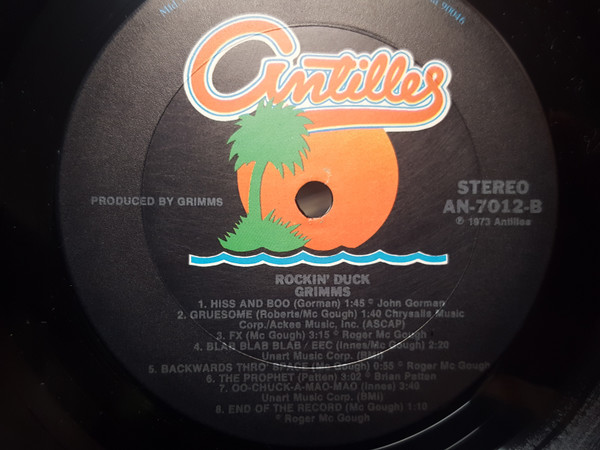 Mfd.
90046
Antilles
PRODUCED BY GRIMMS
STEREO
AN-7012-B
℗ 1973 Antilles
ROCKIN' DUCK
GRIMMS
1. HISS AND BOO (Gorman) 1:45 © John Gorman
2. GRUESOME (Roberts/Mc Gough) 1:40 Chrysalis Music
Corp./Ackee Music, Inc. (ASCAP)
3. FX (Mc Gough) 3:15 © Roger Mc Gough
4. BLAB BLAB BLAB / EEC (Innes/Mc Gough) 2:20
Unart Music Corp. (BMI)
5. BACKWARDS THRO' SPACE (Mc Gough) 0:55 © Roger Mc Gough
6. THE PROPHET (Patten) 3:02 © Brian Patten
7. OO-CHUCK-A-MAO-MAO (Innes) 3:40
Unart Music Corp. (BMI)
8. END OF THE RECORD (Mc Gough) 1:10
© Roger Mc Gough